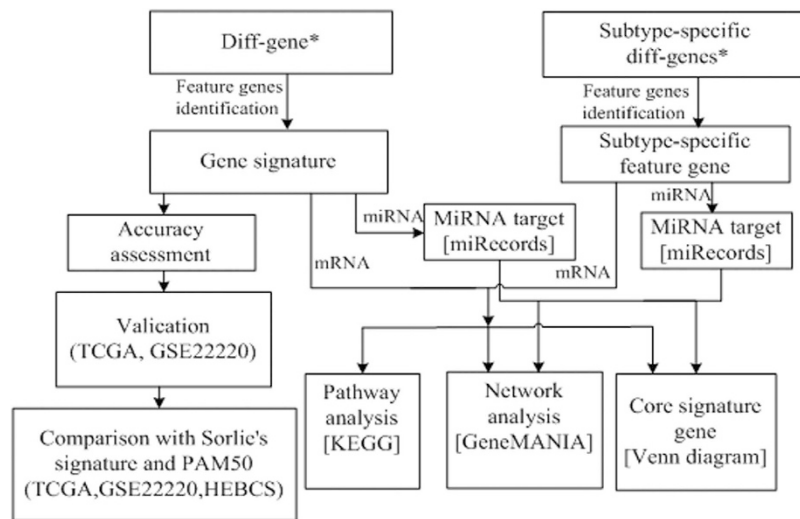 Diff-gene*
Feature genes
identification
Gene signature
Accuracy
assessment
Valication
(TCGA, GSE22220)
Comparison with Sorlie's
signature and PAM50
(TCGA,GSE22220,HEBCS)
miRNA
mRNA
MiRNA target
[miRecords]
Subtype-specific
diff-genes*
Feature genes
identification
Subtype-specific
feature gene
miRNA
mRNA
MiRNA target
[miRecords]
Pathway
analysis
[KEGG]
Network
analysis
[GeneMANIA]
Core signature
gene
[Venn diagram]